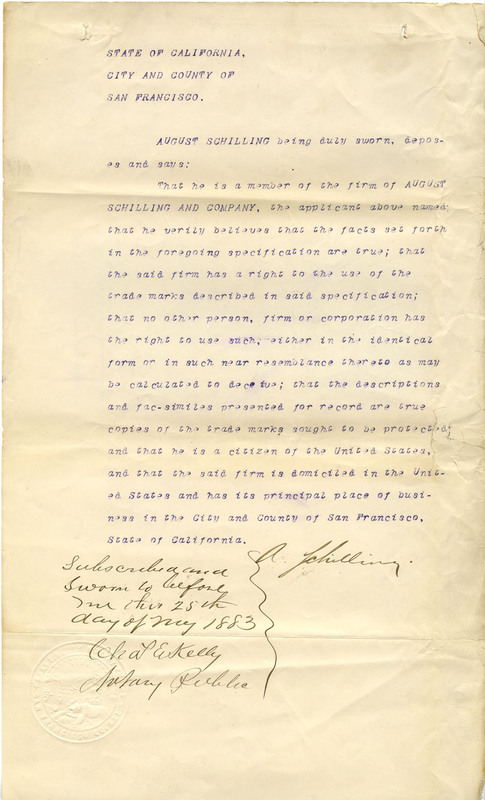 STATE OF CALIFORNIA,
CITY AND COUNTY OF
SAN FRANCISCO.
AUGUST SCHILLING being duly sworn, depos-
es and says:
That he is a member of the firm of AUGUST
SCHILLING AND COMPANY, the applicant above named;
that he verily believes that the facts set forth
in the foregoing specification are true; that
the said firm has a right to the use of the
trade marks described in said specification;
that no other person, firm or corporation has
the right to use such, either in the identical
form or in such near resemblance thereto as may
be calculated to deceive; that the descriptions
and fac-similes presented for record are true
copies of the trade marks sought to be protected;
and that he is a citizen of the United States,
and that the said firm is domiciled in the Unit-
ed States and has its principal place of busi-
ness in the City and County of San Francisco,
State of California.
A. Schilling.
Subscribed and
Sworn to before
me this 25th
day of May 1883
E Kelly
Notary Public